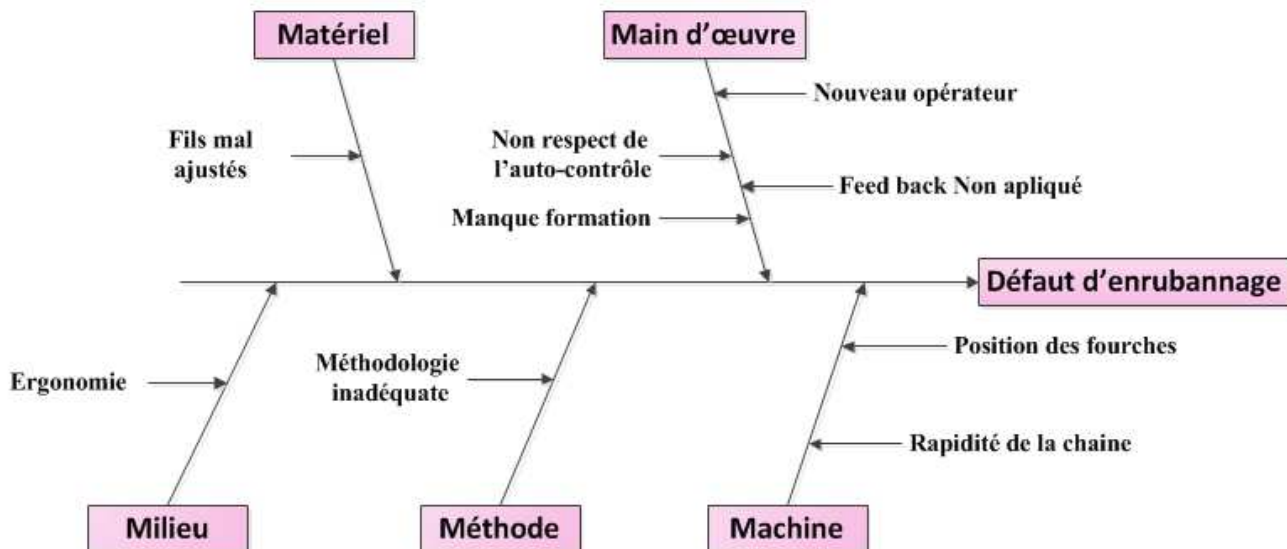 Matériel
Main d’œuvre
Nouveau opérateur
Fils mal
ajustés
Non respect de
l’auto-contrôle
Feed back Non apliqué
Manque formation
Défaut d’enrubannage
Position des fourches
Méthodologie
inadéquate
Ergonomie
Rapidité de la chaine
Milieu
Méthode
Machine